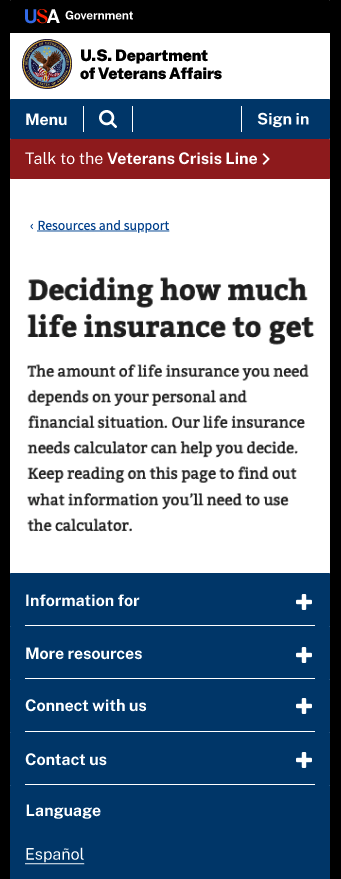 USA Government
U.S. Department
of Veterans Affairs
Menu
Sign in
Talk to the Veterans Crisis Line >
‹ Resources and support
Deciding how much
life insurance to get
The amount of life insurance you need
depends on your personal and
financial situation. Our life insurance
needs calculator can help you decide.
Keep reading on this page to find out
what information you’ll need to use
the calculator.
Information for
More resources
Connect with us
Contact us
Language
Español